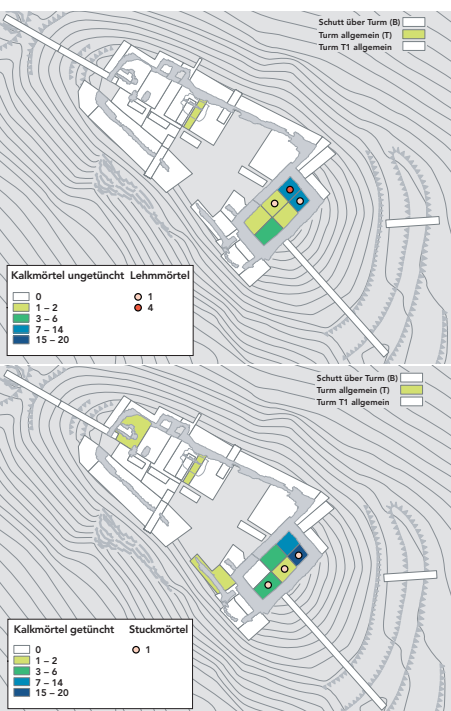 Schutt über Turm (B)
Turm allgemein (T)
Turm T1 allgemein
Kalkmörtel ungetüncht Lehmmörtel
0 1
1 – 2 4
3 – 6
7 – 14
15 – 20
Schutt über Turm (B)
Turm allgemein (T)
Turm T1 allgemein
Kalkmörtel getüncht Stuckmörtel
0 1
1 – 2
3 – 6
7 – 14
15 – 20